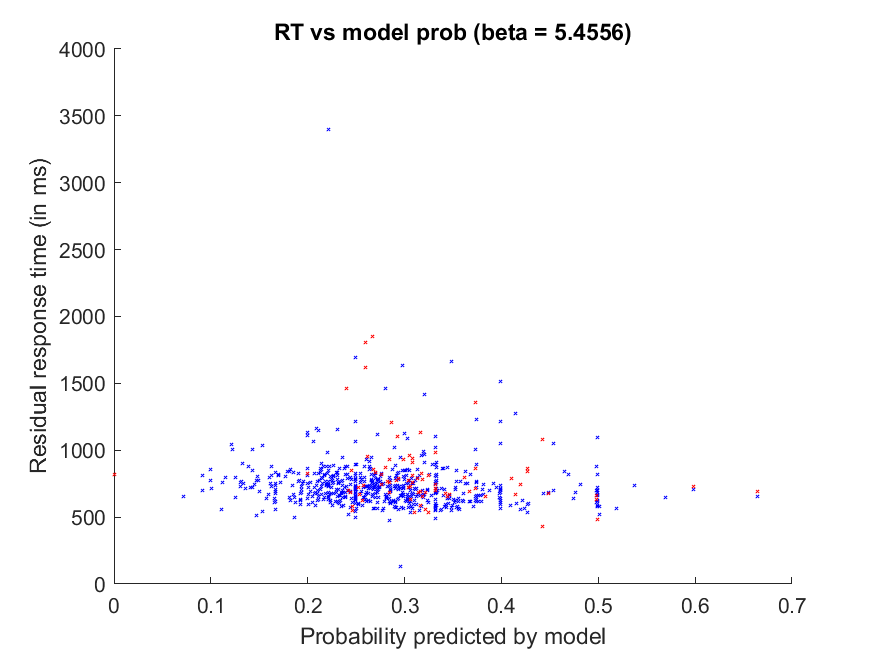 RT vs model prob (beta = 5.4556)
4000
3500
3000
2500
2000
1500
1000
500
0
Residual response time (in ms)
0 0.1 0.2 0.3 0.4 0.5 0.6 0.7
Probability predicted by model